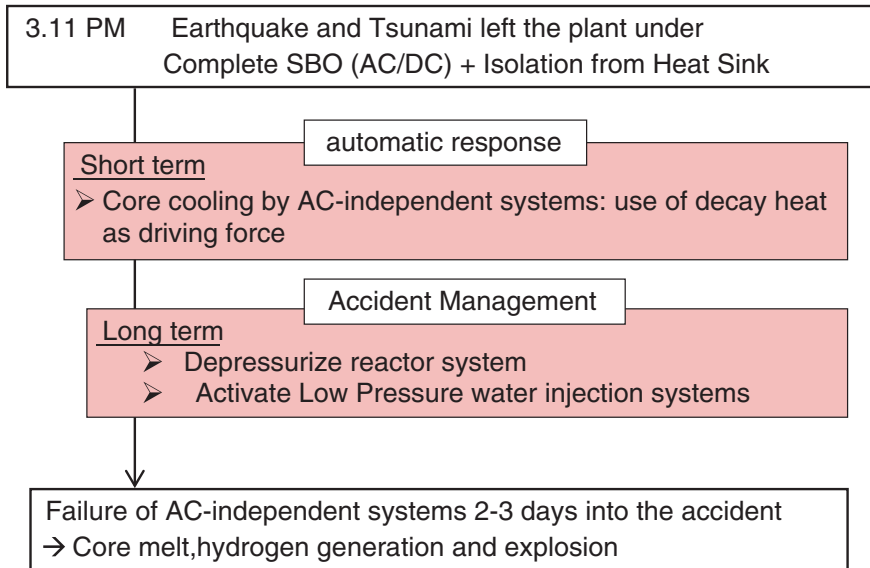 3.11 PM Earthquake and Tsunami left the plant under
Complete SBO (AC/DC) + Isolation from Heat Sink
automatic response
Short term
➢ Core cooling by AC-independent systems: use of decay heat
as driving force
Accident Management
Long term
➢ Depressurize reactor system
➢ Activate Low Pressure water injection systems
Failure of AC-independent systems 2-3 days into the accident
→ Core melt,hydrogen generation and explosion